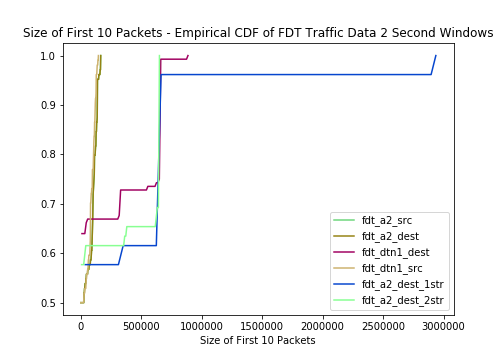 Size of First 10 Packets - Empirical CDF of FDT Traffic Data 2 Second Windows
1.0
0.9
0.8
0.7
0.6
0.5
fdt_a2_src
fdt_a2_dest
fdt_dtn1_dest
fdt_dtn1_src
fdt_a2_dest_1str
fdt_a2_dest_2str
0 500000 1000000 1500000 2000000 2500000 3000000
Size of First 10 Packets